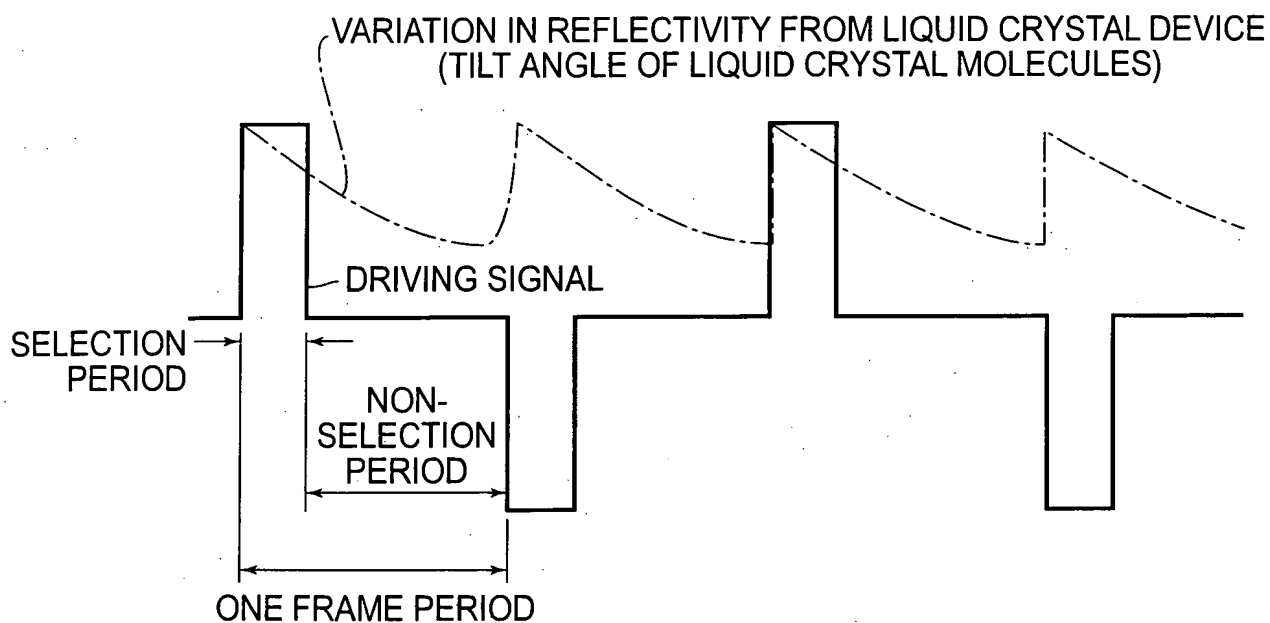 VARIATION IN REFLECTIVITY FROM LIQUID CRYSTAL DEVICE
(TILT ANGLE OF LIQUID CRYSTAL MOLECULES)
DRIVING SIGNAL
SELECTION
PERIOD
NON-
SELECTION
PERIOD
ONE FRAME PERIOD